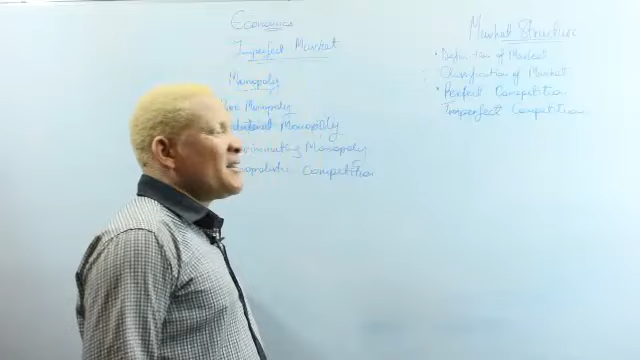 Economics
Imperfect Market
Monopoly
Monopoly
Monopoly
Monopoly
Competition
Market Structure
• Definition of Market
Classification of Market
• Perfect Competition
Imperfect Competition